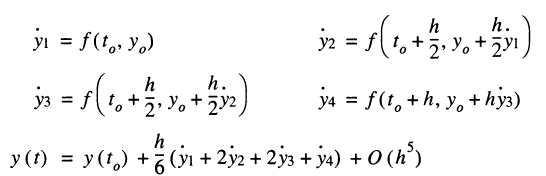 ẏ₁ = f(tₒ, yₒ) ẏ₂ = f(tₒ + h/2, yₒ + h/2 ẏ₁)
ẏ₃ = f(tₒ + h/2, yₒ + h/2 ẏ₂) ẏ₄ = f(tₒ + h, yₒ + hẏ₃)
y(t) = y(tₒ) + h/6 (ẏ₁ + 2ẏ₂ + 2ẏ₃ + ẏ₄) + O(h⁵)